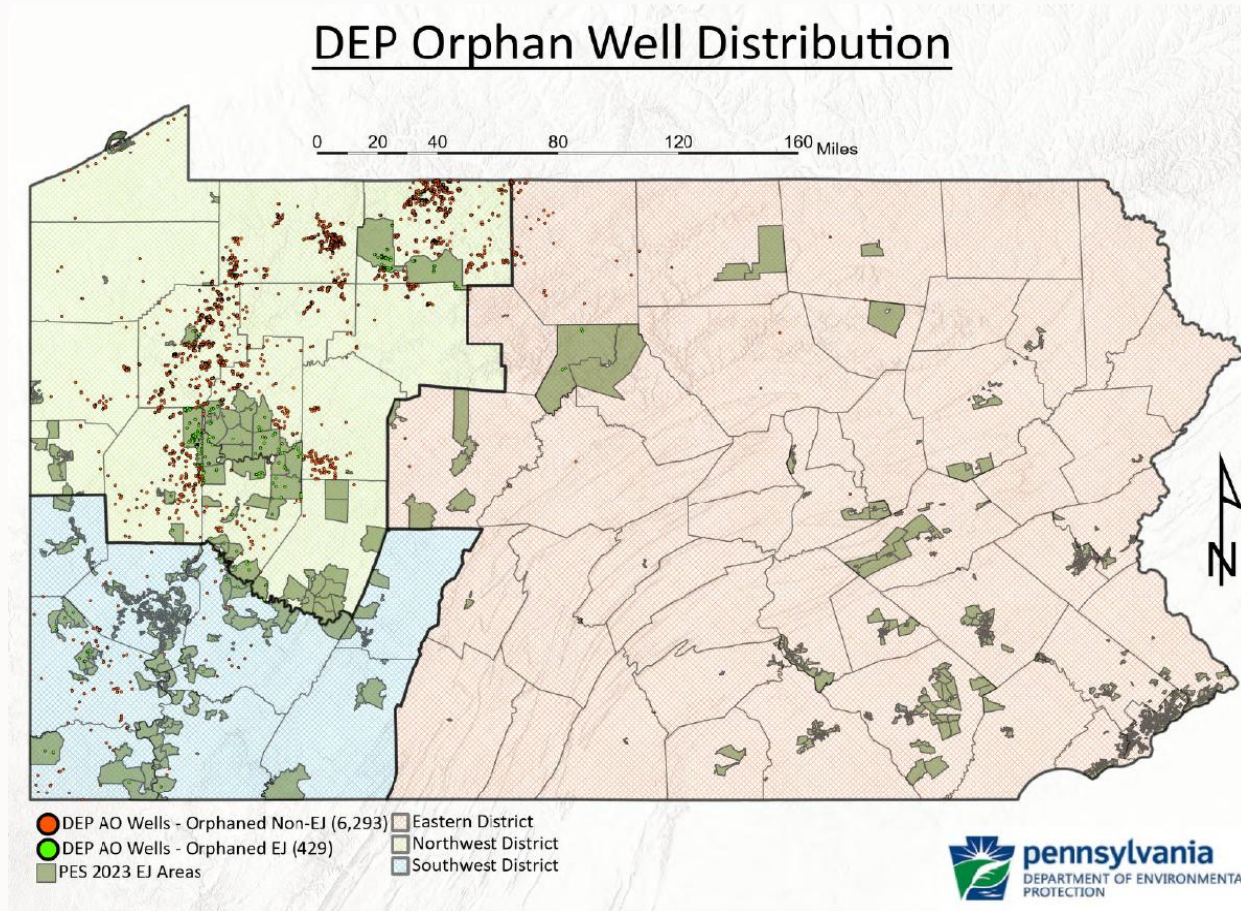 DEP Orphan Well Distribution
0 20 40 80 120 160 Miles
N
DEP AO Wells - Orphaned Non-EJ (6,293)
DEP AO Wells - Orphaned EJ (429)
PES 2023 EJ Areas
Eastern District
Northwest District
Southwest District
pennsylvania
DEPARTMENT OF ENVIRONMENTAL
PROTECTION